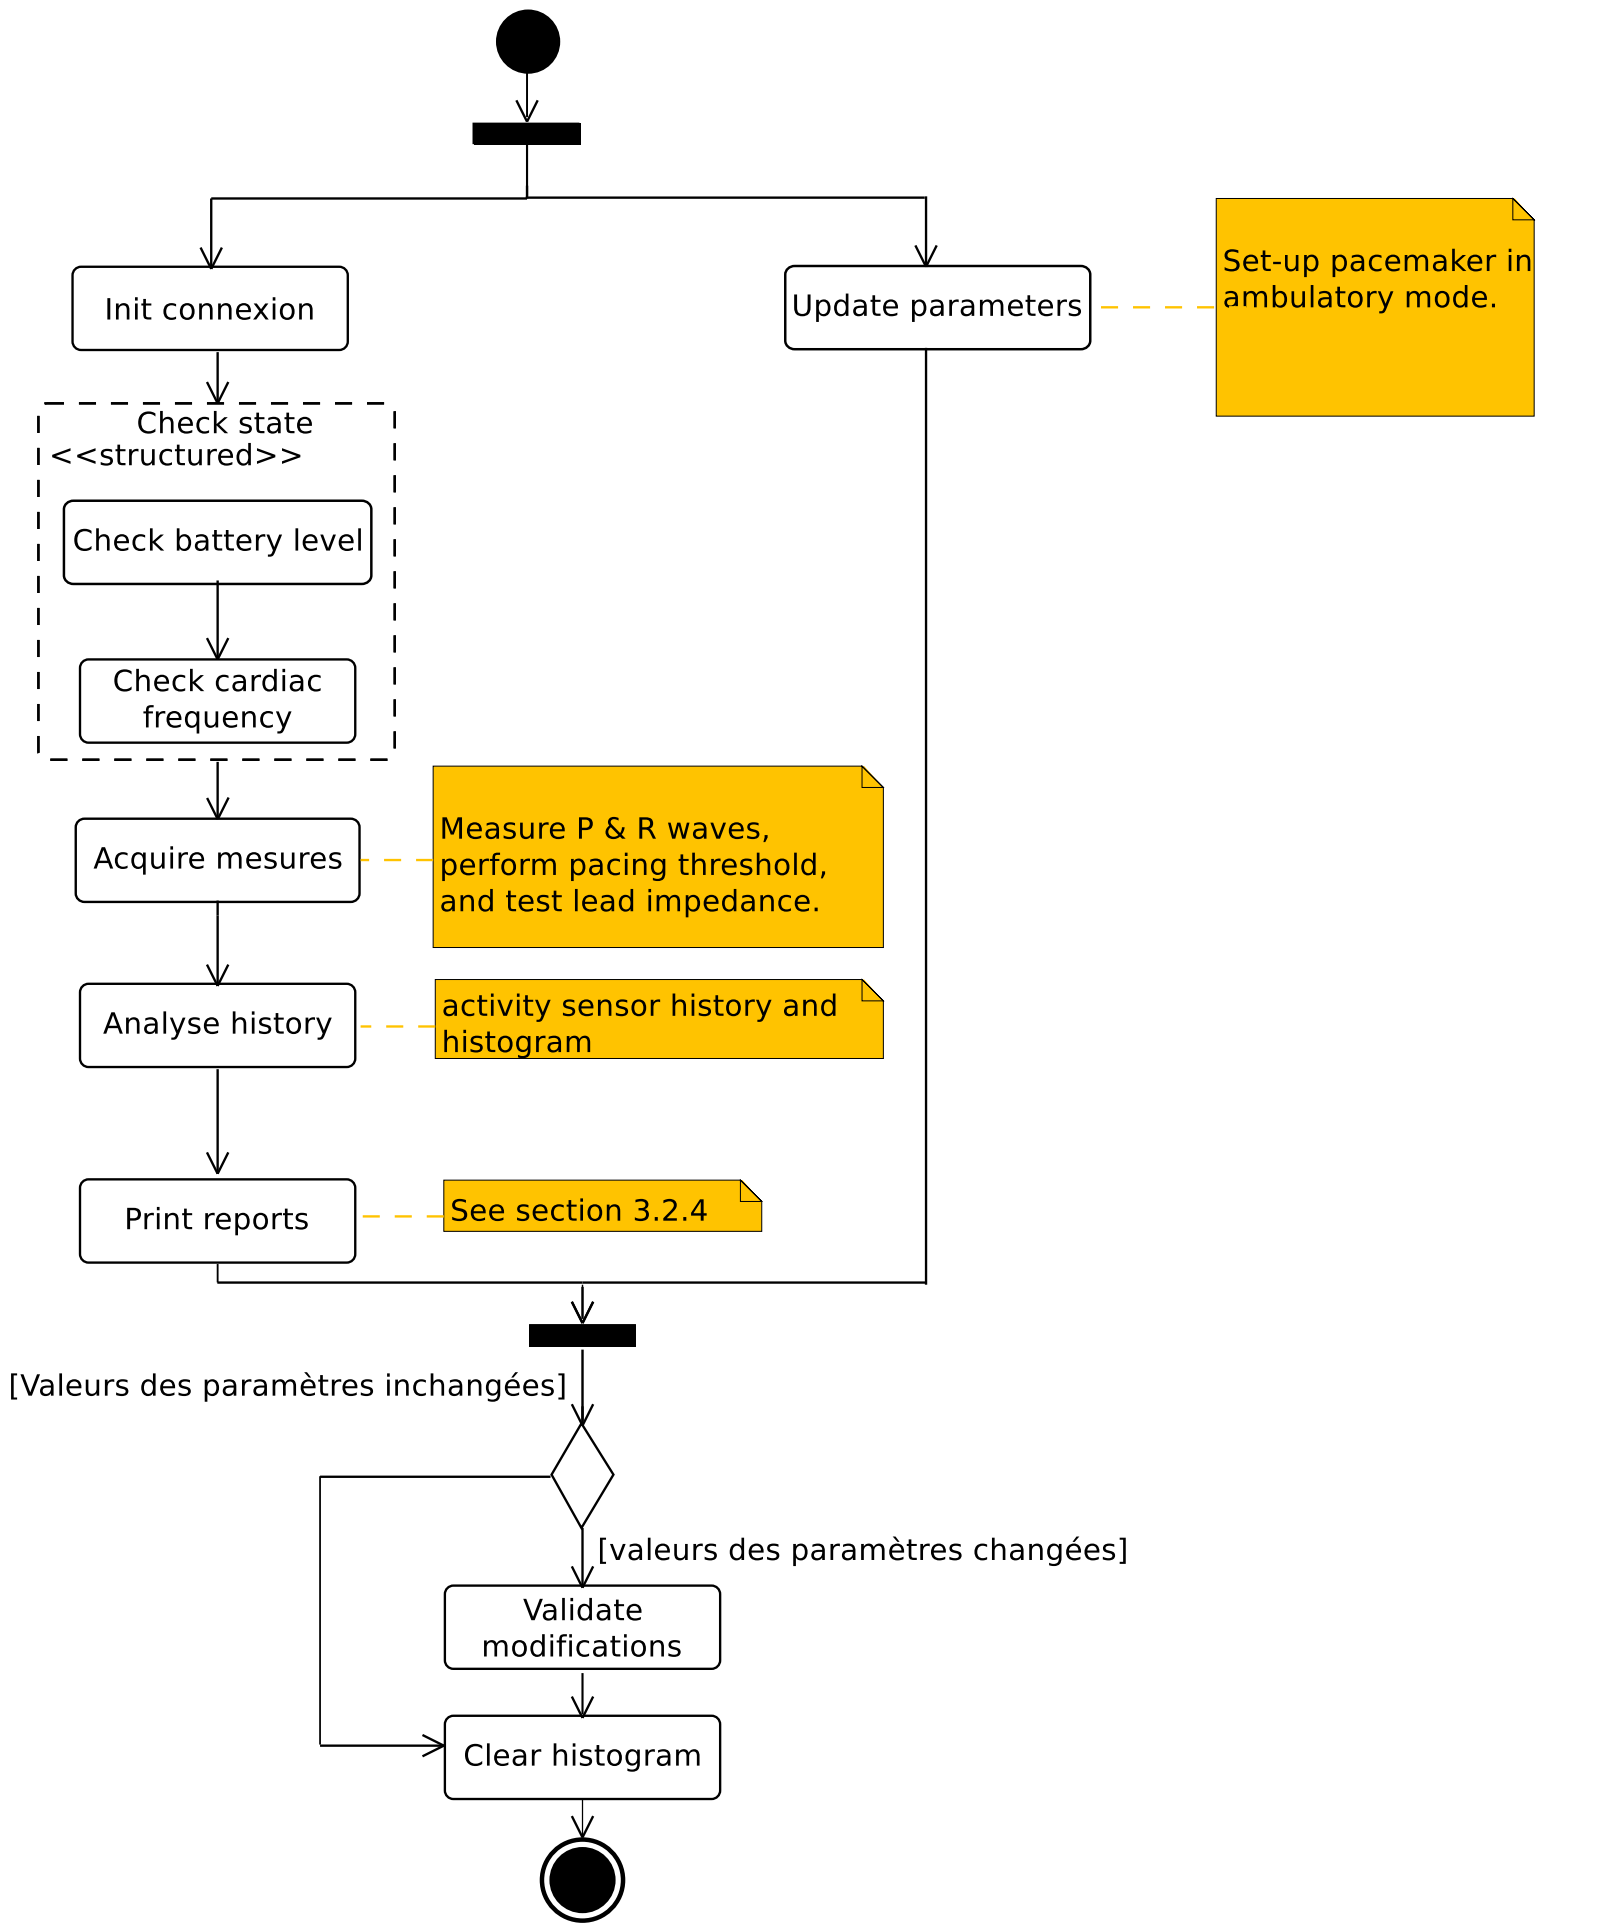 Set-up pacemaker in
ambulatory mode.
Init connexion
Update parameters
Check state
<<structured>>
Check battery level
Check cardiac
frequency
Measure P & R waves,
perform pacing threshold,
and test lead impedance.
Acquire mesures
activity sensor history and
histogram
Analyse history
See section 3.2.4
Print reports
[Valeurs des paramètres inchangées]
[valeurs des paramètres changées]
Validate
modifications
Clear histogram